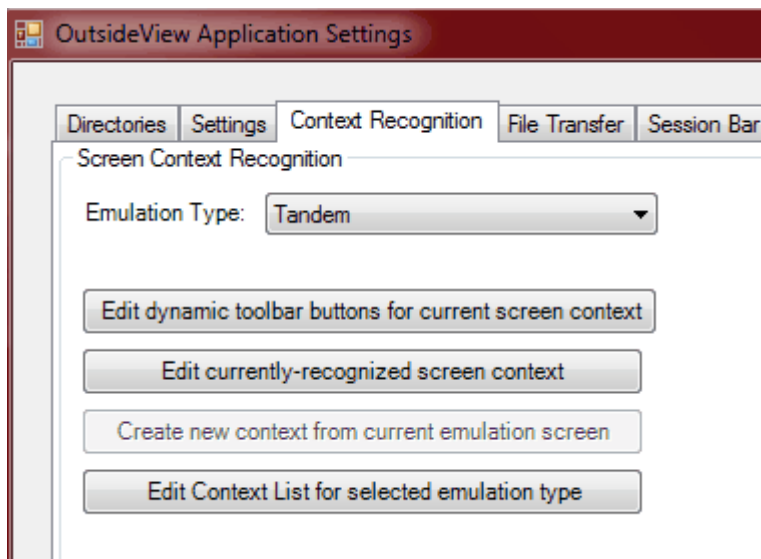 OutsideView Application Settings
Directories Settings Context Recognition File Transfer Session Bar
Screen Context Recognition
Emulation Type: Tandem
Edit dynamic toolbar buttons for current screen context
Edit currently-recognized screen context
Create new context from current emulation screen
Edit Context List for selected emulation type